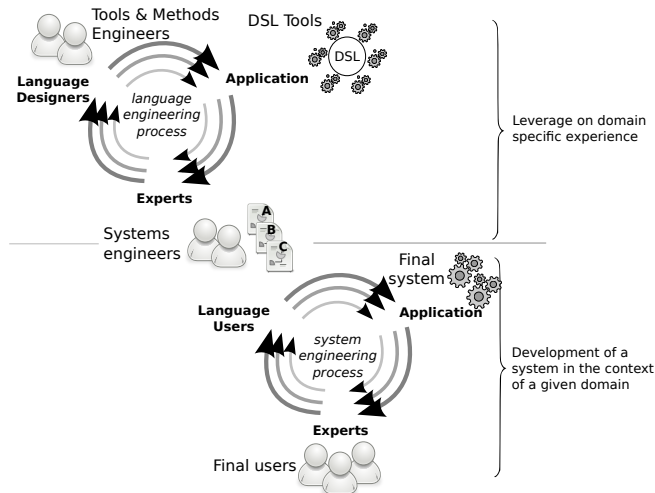 Tools & Methods
Engineers
DSL Tools
DSL
Language
Designers
Application
language
engineering
process
Leverage on domain
specific experience
Experts
A
B
C
Systems
engineers
Final
system
Language
Users
Application
system
engineering
process
Development of a
system in the context
of a given domain
Experts
Final users